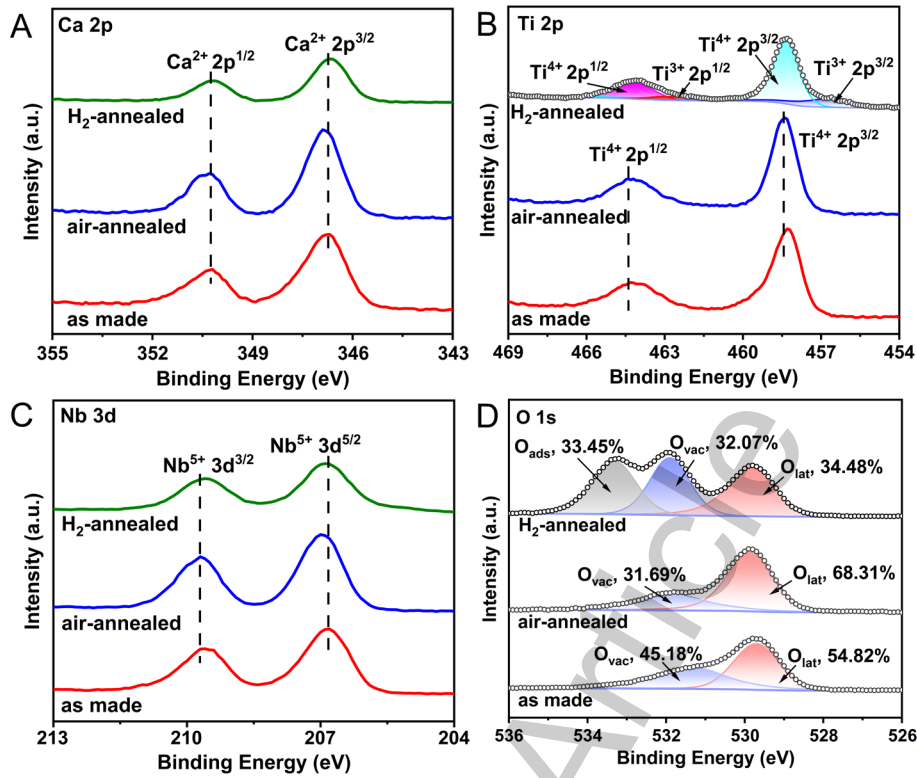 A
Ca 2p
Ca2+ 2p1/2
Ca2+ 2p3/2
H2-annealed
air-annealed
as made
Intensity (a.u.)
355 352 349 346 343
Binding Energy (eV)
B
Ti 2p
Ti4+ 2p1/2
Ti3+ 2p1/2
Ti4+ 2p3/2
Ti3+ 2p3/2
H2-annealed
Ti4+ 2p1/2
Ti4+ 2p3/2
air-annealed
as made
Intensity (a.u.)
469 466 463 460 457 454
Binding Energy (eV)
C
Nb 3d
Nb5+ 3d3/2
Nb5+ 3d5/2
H2-annealed
air-annealed
as made
Intensity (a.u.)
213 210 207 204
Binding Energy (eV)
D
O 1s
Oads, 33.45%
Ovac, 32.07%
Olat, 34.48%
H2-annealed
Ovac, 31.69%
Olat, 68.31%
air-annealed
Ovac, 45.18%
Olat, 54.82%
as made
Intensity (a.u.)
536 534 532 530 528 526
Binding Energy (eV)
Article